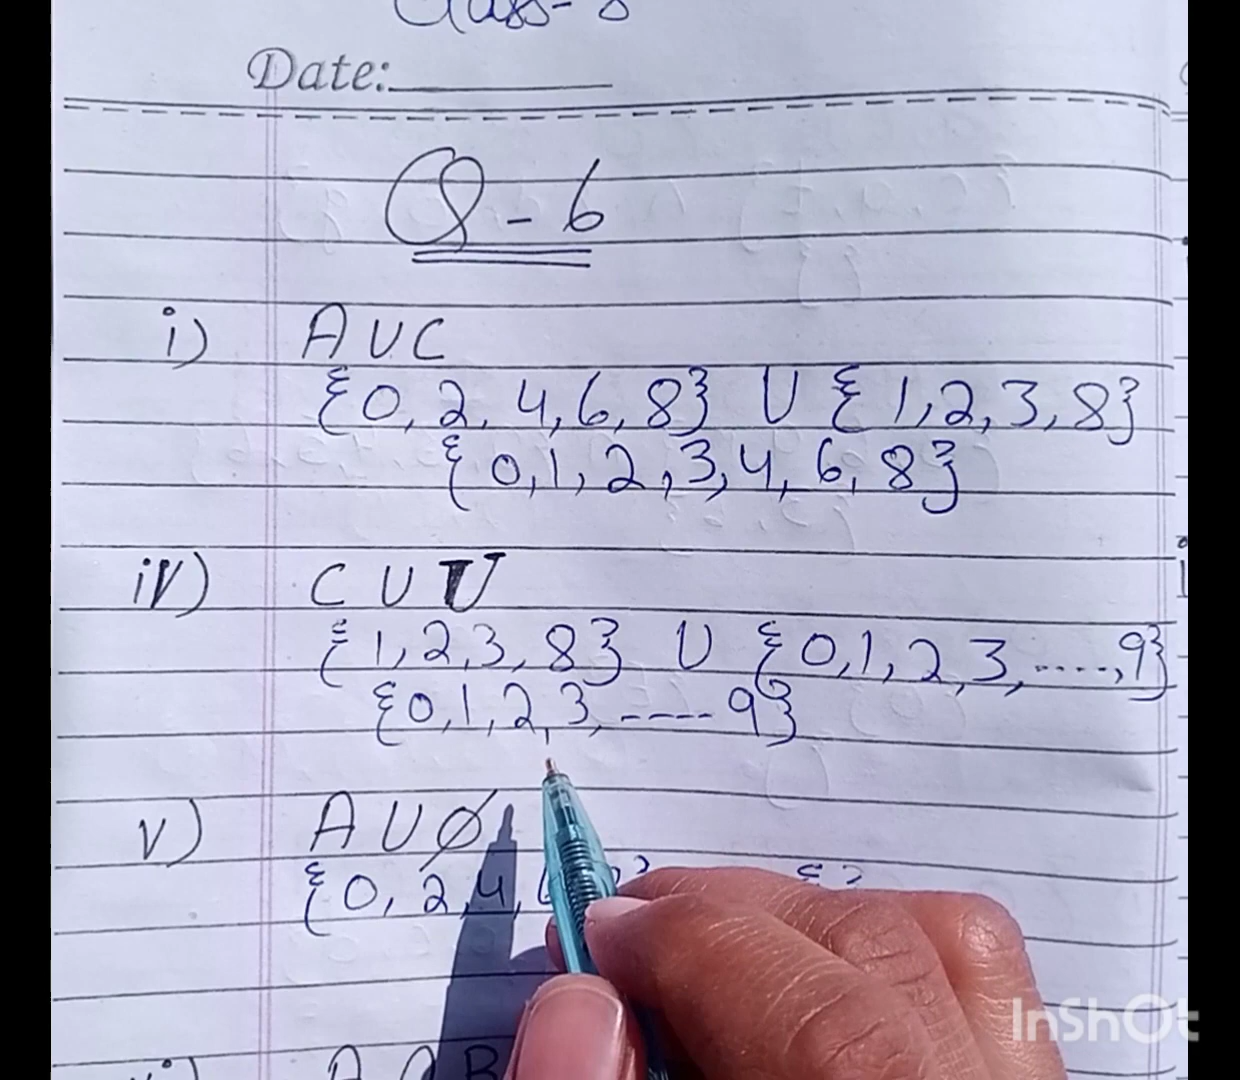 Class-8
Date:
Q-6
i) A U C
{0, 2, 4, 6, 8} U {1, 2, 3, 8}
{0, 1, 2, 3, 4, 6, 8}
iv) C U U
{1, 2, 3, 8} U {0, 1, 2, 3, ....., 9}
{0, 1, 2, 3, ---- 9}
v) A U ∅
{0, 2, 4,
A ∩ B
InShOt